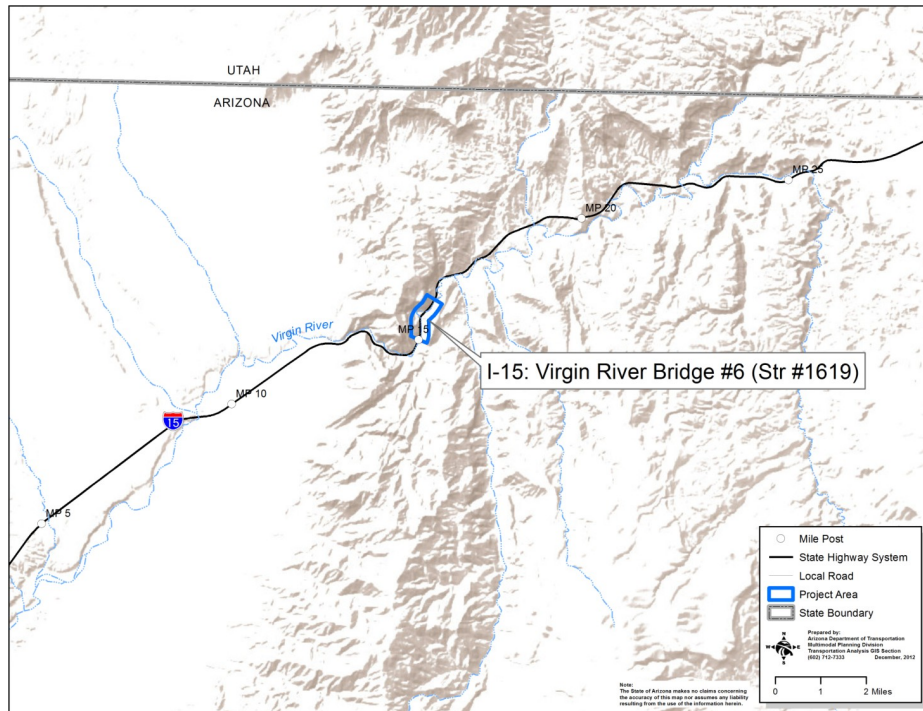 UTAH
ARIZONA
MP 25
MP 20
Virgin River
MP 15
I-15: Virgin River Bridge #6 (Str #1619)
MP 10
15
MP 5
Mile Post
State Highway System
Local Road
Project Area
State Boundary
N
W E
S
Prepared by:
Arizona Department of Transportation
Multimodal Planning Division
Transportation Analysis GIS Section
(602) 712-7333 December, 2012
0 1 2 Miles
Note:
The State of Arizona makes no claims concerning
the accuracy of this map nor assumes any liability
resulting from the use of the information herein.